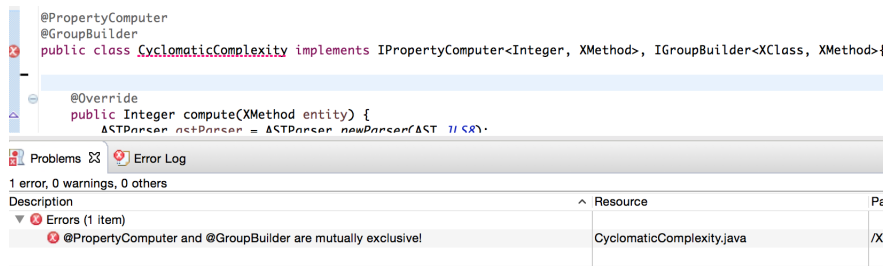 @PropertyComputer
@GroupBuilder
public class CyclomaticComplexity implements IPropertyComputer<Integer, XMethod>, IGroupBuilder<XClass, XMethod>{
@Override
public Integer compute(XMethod entity) {
ASTParser astParser = ASTParser.newParser(AST.JLS8);
Problems
Error Log
1 error, 0 warnings, 0 others
Description Resource Pa
Errors (1 item)
@PropertyComputer and @GroupBuilder are mutually exclusive! CyclomaticComplexity.java /X